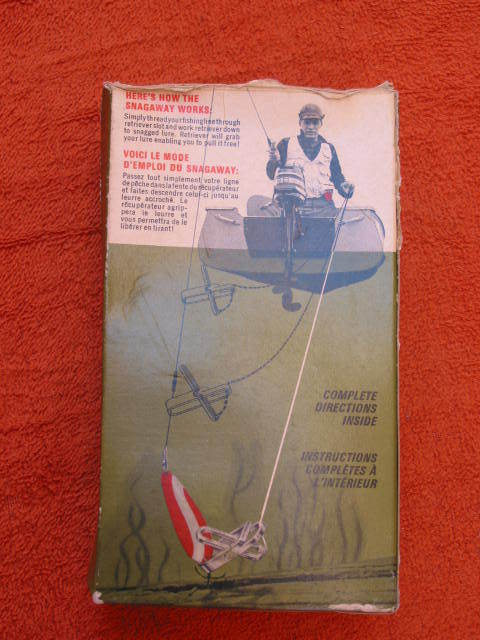 HERE'S HOW THE
SNAGAWAY WORKS:
Simply thread your fishing line through
retriever slot and work retriever down
to snagged lure. Retriever will grab
your lure enabling you to pull it free!
VOICI LE MODE
D'EMPLOI DU SNAGAWAY:
Passez tout simplement votre ligne
de pêche dans la fente du récupérateur
et faites descendre celui-ci jusqu'au
leurre accroché. Le
récupérateur agrip-
pera le leurre et
vous permettra de le
libérer en tirant!
COMPLETE
DIRECTIONS
INSIDE
INSTRUCTIONS
COMPLÈTES À
L'INTÉRIEUR